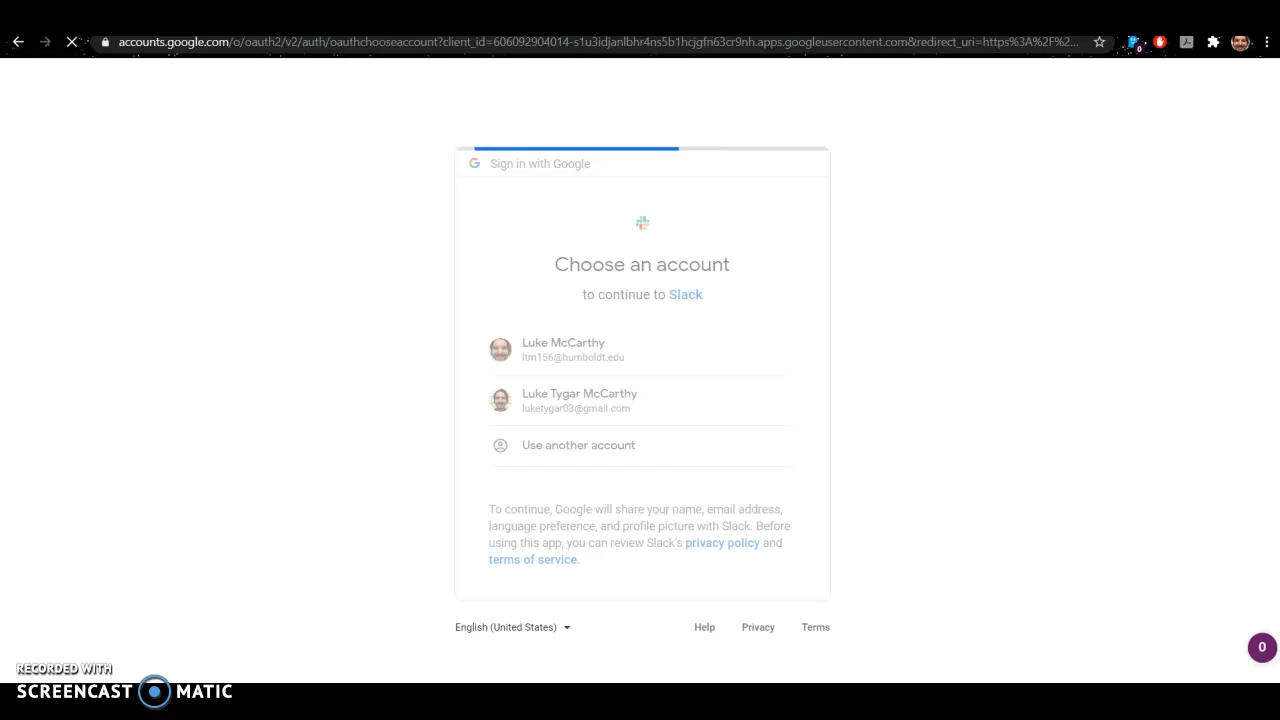 accounts.google.com/o/oauth2/v2/auth/oauthchooseaccount?client_id=606092904014-s1u3idjanlbhr4ns5b1hcjgfn63cr9nh.apps.googleusercontent.com&redirect_uri=https%3A%2F%2...
0
Sign in with Google
Choose an account
to continue to Slack
Luke McCarthy
ltm156@humboldt.edu
Luke Tygar McCarthy
luketygar03@gmail.com
Use another account
To continue, Google will share your name, email address,
language preference, and profile picture with Slack. Before
using this app, you can review Slack's privacy policy and
terms of service.
English (United States) Help Privacy Terms
0
RECORDED WITH
SCREENCAST MATIC